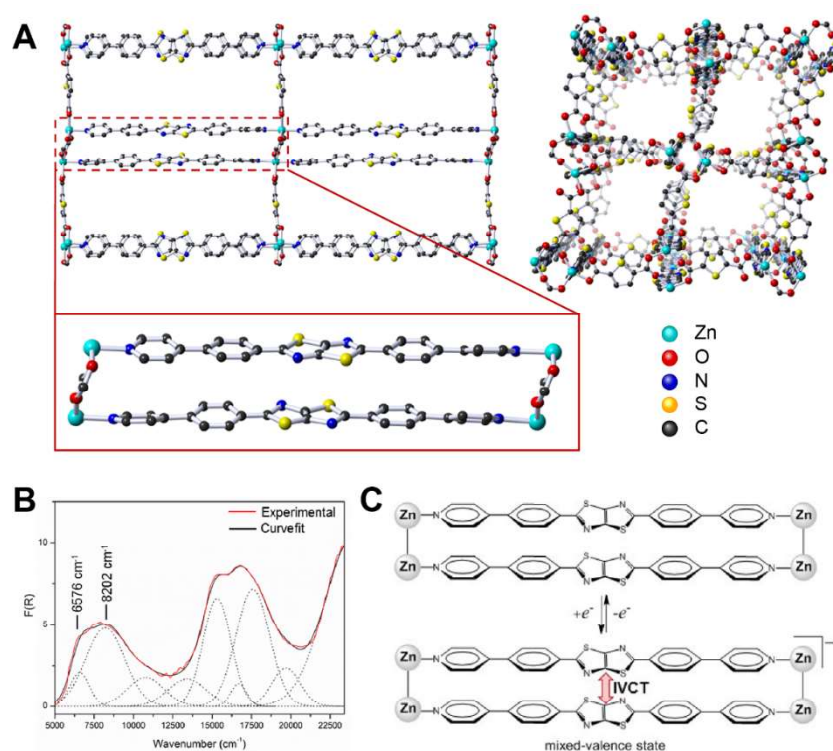 A
Zn
O
N
S
C
B
Experimental
Curvefit
6576 cm⁻¹
8202 cm⁻¹
F(R)
10
5
0
5000 7500 10000 12500 15000 17500 20000 22500
Wavenumber (cm⁻¹)
C
Zn N S N N S N Zn
Zn N S N N S N Zn
+e⁻ -e⁻
Zn N S N N S N Zn
IVCT
Zn N S N N S N Zn
mixed-valence state